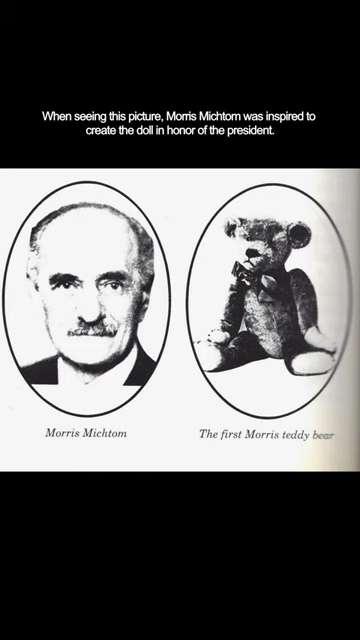 When seeing this picture, Morris Michtom was inspired to
create the doll in honor of the president.
Morris Michtom
The first Morris teddy bear